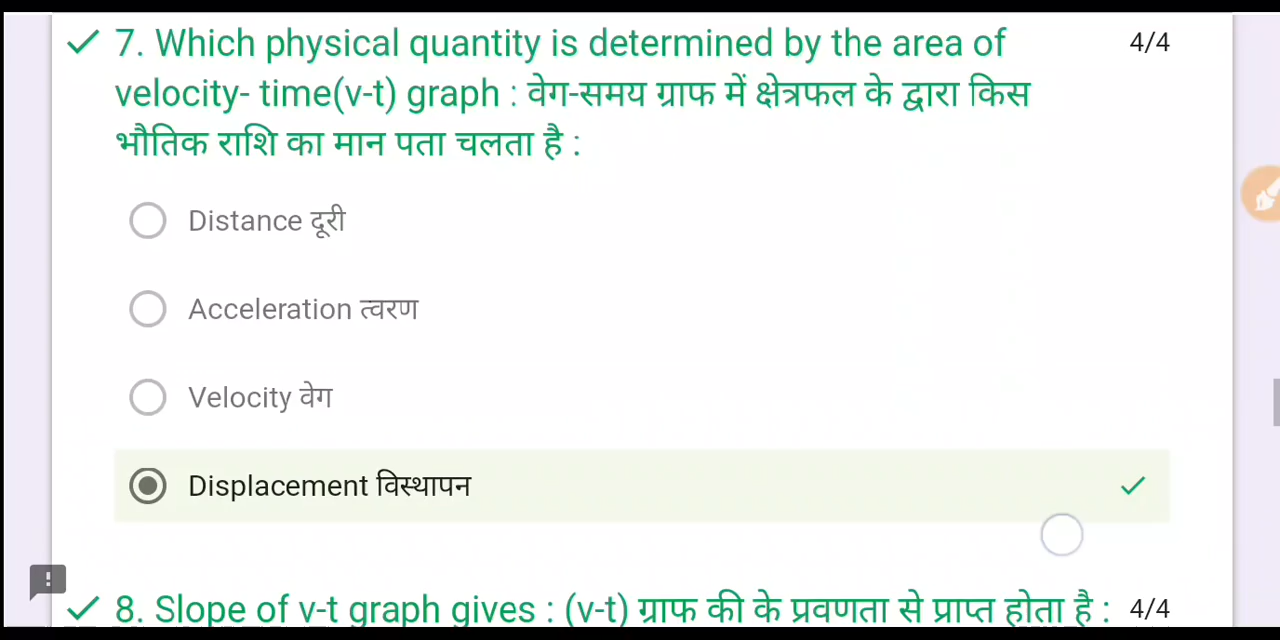 7. Which physical quantity is determined by the area of
4/4
velocity- time(v-t) graph : वेग-समय ग्राफ में क्षेत्रफल के द्वारा किस
भौतिक राशि का मान पता चलता है :
Distance दूरी
Acceleration त्वरण
Velocity वेग
Displacement विस्थापन
8. Slope of v-t graph gives : (v-t) ग्राफ की के प्रवणता से प्राप्त होता है :
4/4